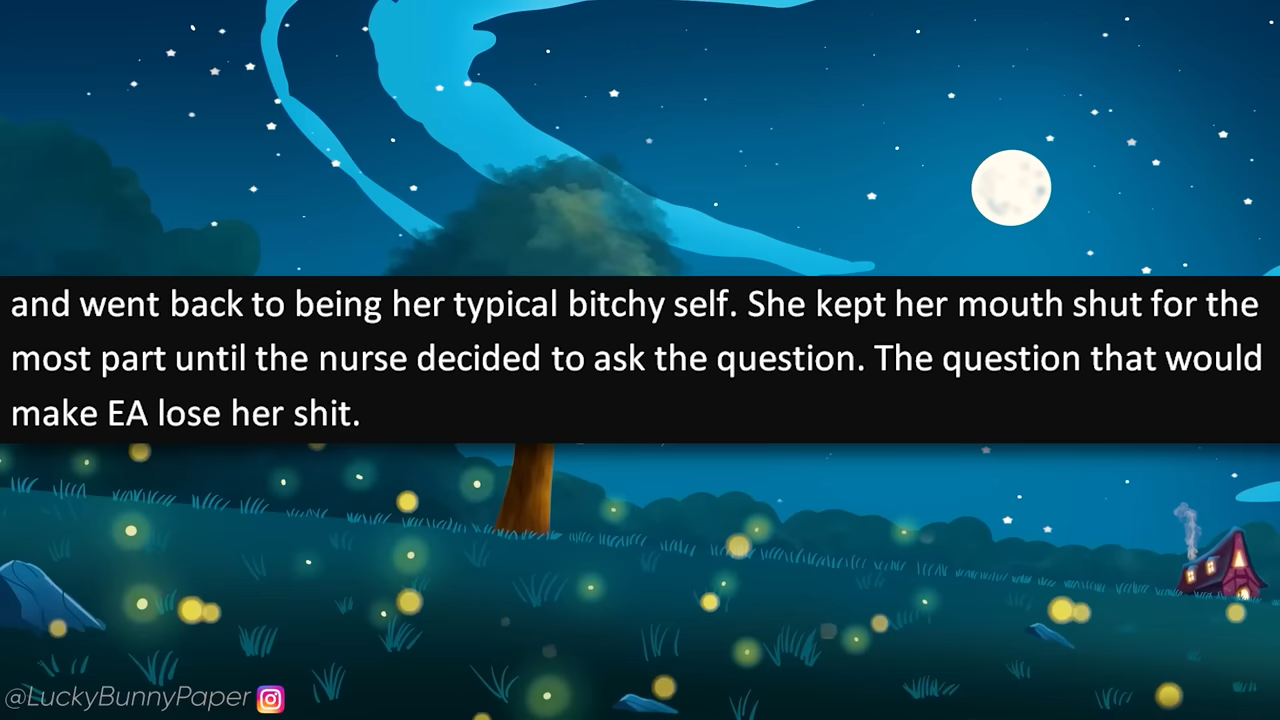 and went back to being her typical bitchy self. She kept her mouth shut for the
most part until the nurse decided to ask the question. The question that would
make EA lose her shit.
@LuckyBunnyPaper